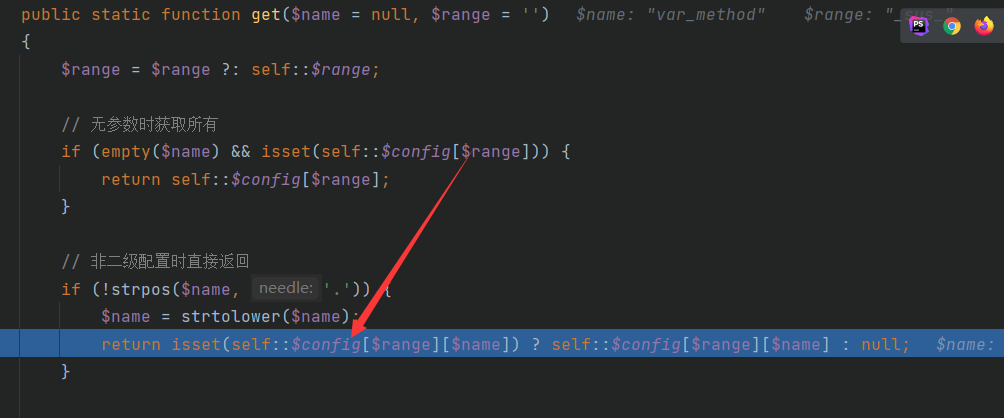 public static function get($name = null, $range = '') $name: "var_method" $range: "_sys_"
{
$range = $range ?: self::$range;
// 无参数时获取所有
if (empty($name) && isset(self::$config[$range])) {
return self::$config[$range];
}
// 非二级配置时直接返回
if (!strpos($name, needle: '.')) {
$name = strtolower($name);
return isset(self::$config[$range][$name]) ? self::$config[$range][$name] : null; $name:
}